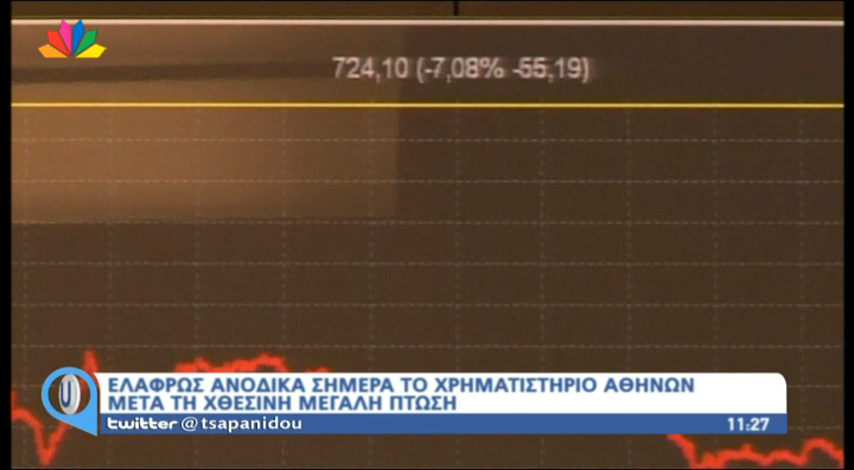 724,10 (-7,08% -55,19)
ΕΛΑΦΡΩΣ ΑΝΟΔΙΚΑ ΣΗΜΕΡΑ ΤΟ ΧΡΗΜΑΤΙΣΤΗΡΙΟ ΑΘΗΝΩΝ
ΜΕΤΑ ΤΗ ΧΘΕΣΙΝΗ ΜΕΓΑΛΗ ΠΤΩΣΗ
twitter @tsapanidou
11:27